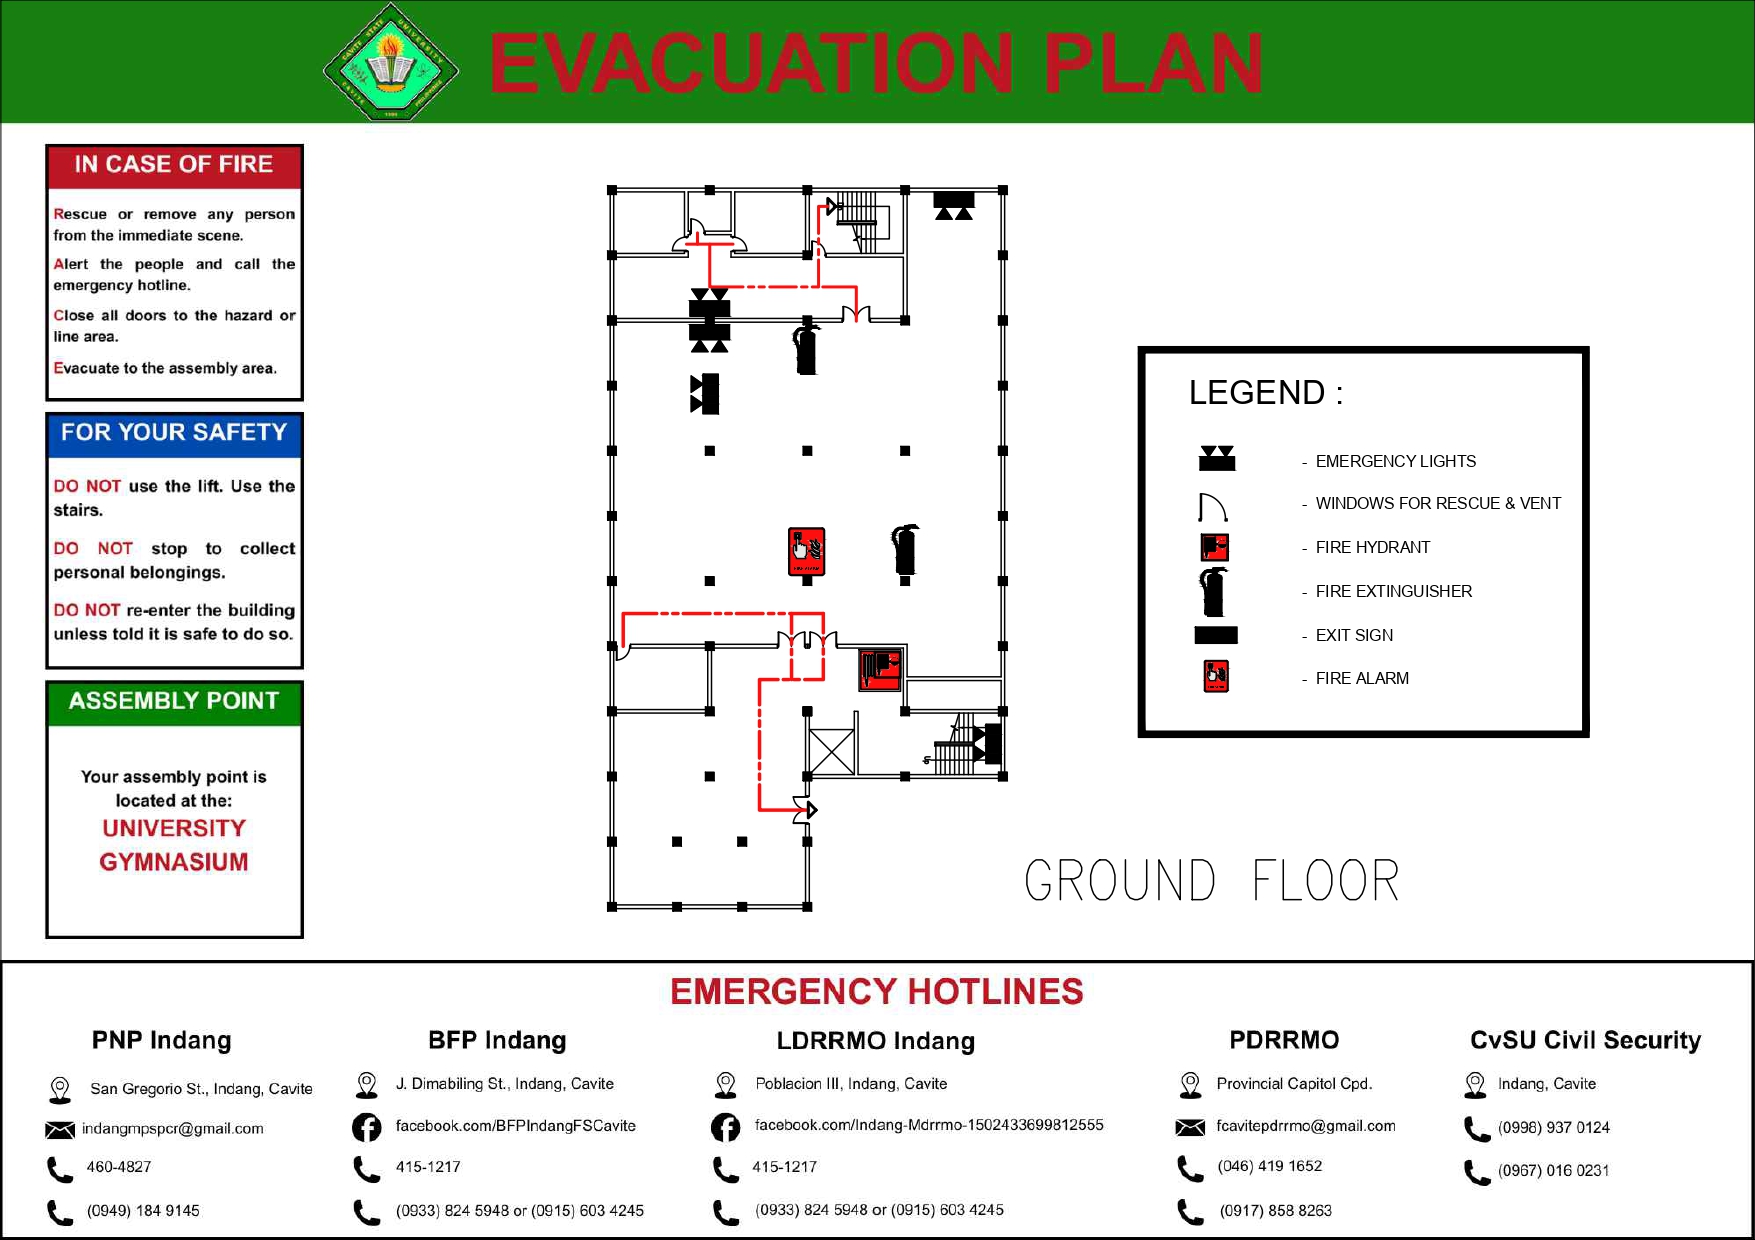 EVACUATION PLAN
CAVITE STATE UNIVERSITY
CAVITE
PHILIPPINES
IN CASE OF FIRE
Rescue or remove any person
from the immediate scene.
Alert the people and call the
emergency hotline.
Close all doors to the hazard or
line area.
Evacuate to the assembly area.
FOR YOUR SAFETY
DO NOT use the lift. Use the
stairs.
DO NOT stop to collect
personal belongings.
DO NOT re-enter the building
unless told it is safe to do so.
ASSEMBLY POINT
Your assembly point is
located at the:
UNIVERSITY
GYMNASIUM
LEGEND :
- EMERGENCY LIGHTS
- WINDOWS FOR RESCUE & VENT
- FIRE HYDRANT
- FIRE EXTINGUISHER
- EXIT SIGN
- FIRE ALARM
GROUND FLOOR
EMERGENCY HOTLINES
PNP Indang
San Gregorio St., Indang, Cavite
indangmpspcr@gmail.com
460-4827
(0949) 184 9145
BFP Indang
J. Dimabiling St., Indang, Cavite
facebook.com/BFPIndangFSCavite
415-1217
(0933) 824 5948 or (0915) 603 4245
LDRRMO Indang
Poblacion III, Indang, Cavite
facebook.com/Indang-Mdrrmo-1502433699812555
415-1217
(0933) 824 5948 or (0915) 603 4245
PDRRMO
Provincial Capitol Cpd.
fcavitepdrrmo@gmail.com
(046) 419 1652
(0917) 858 8263
CvSU Civil Security
Indang, Cavite
(0998) 937 0124
(0967) 016 0231